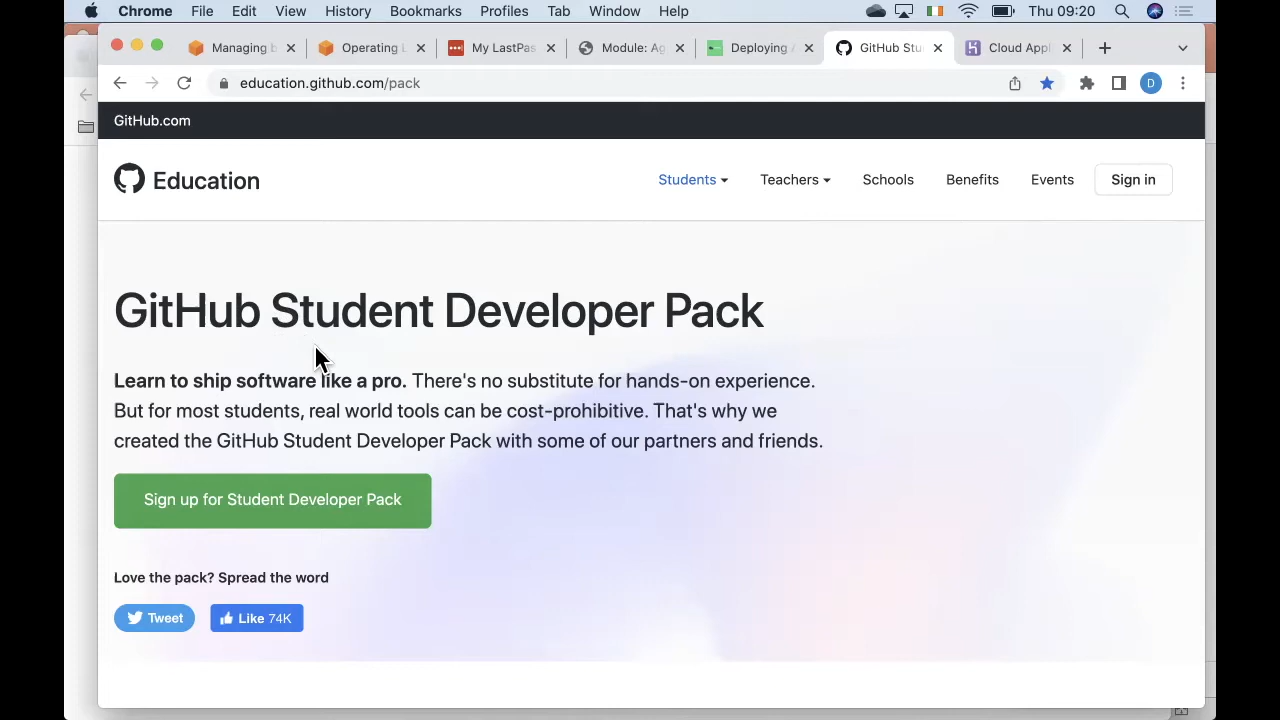 Chrome File Edit View History Bookmarks Profiles Tab Window Help Thu 09:20
Managing Operating My LastPas Module: Ag Deploying GitHub Stu Cloud Appl
education.github.com/pack D
GitHub.com
Education Students Teachers Schools Benefits Events Sign in
GitHub Student Developer Pack
Learn to ship software like a pro. There's no substitute for hands-on experience.
But for most students, real world tools can be cost-prohibitive. That's why we
created the GitHub Student Developer Pack with some of our partners and friends.
Sign up for Student Developer Pack
Love the pack? Spread the word
Tweet Like 74K